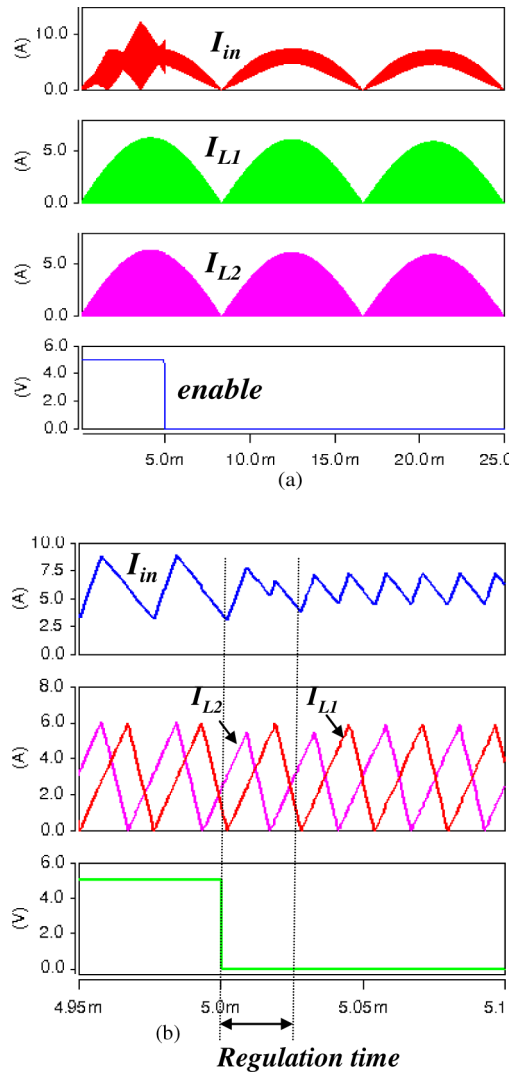 (A)
10.0
0.0
I_in
(A)
5.0
0.0
I_L1
(A)
5.0
0.0
I_L2
(V)
6.0
4.0
2.0
0.0
enable
5.0m 10.0m 15.0m 20.0m 25.0
(a)
(A)
10.0
7.5
5.0
2.5
0.0
I_in
(A)
8.0
6.0
4.0
2.0
0.0
I_L2 I_L1
(V)
6.0
4.0
2.0
0.0
4.95m 5.0m 5.05m 5.1
(b)
Regulation time